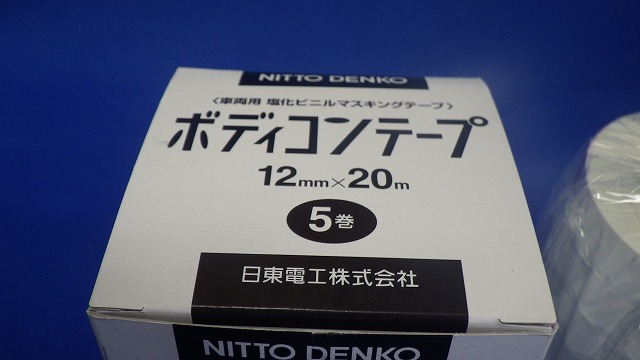 NITTO DENKO
〈車両用 塩化ビニルマスキングテープ〉
ボディコンテープ
12mm×20m
5巻
日東電工株式会社
NITTO DENKO